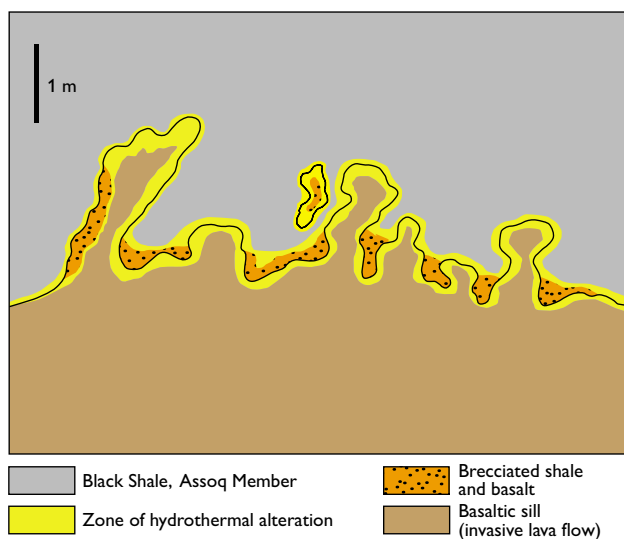 1 m
Black Shale, Assoq Member
Zone of hydrothermal alteration
Brecciated shale
and basalt
Basaltic sill
(invasive lava flow)